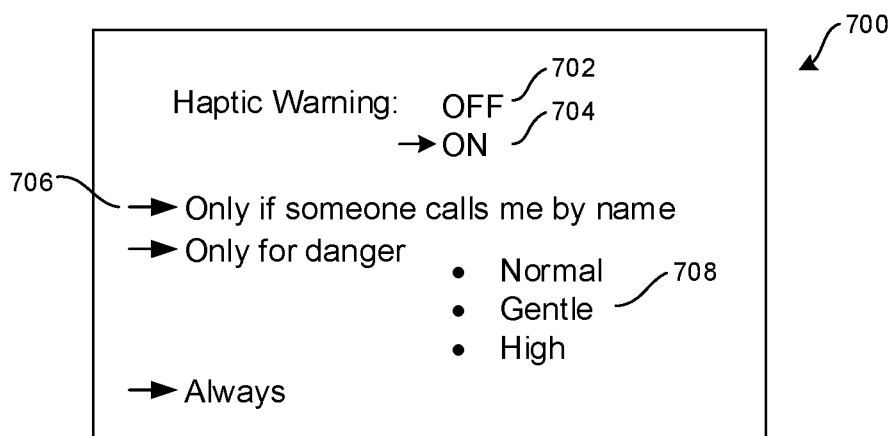 700
702
Haptic Warning: OFF
704
→ ON
706
→ Only if someone calls me by name
→ Only for danger
• Normal
708
• Gentle
• High
→ Always